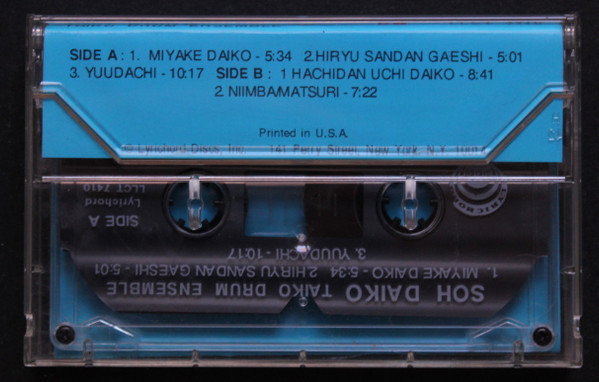 SIDE A : 1. MIYAKE DAIKO - 5:34 2.HIRYU SANDAN GAESHI - 5:01
3. YUUDACHI - 10:17 SIDE B : 1 HACHIDAN UCHI DAIKO - 8:41
2. NIIMBA/MATSURI - 7:22
Printed in U.S.A.
© Lyrichord Discs, Inc. 141 Perry Street, New York, N.Y. 10014
LLCT 7410
Lyrichord
SIDE A
3. YUUDACHI - 10:17
1. MIYAKE DAIKO - 5:34 2.HIRYU SANDAN GAESHI - 5:01
SOH DAIKO TAIKO DRUM ENSEMBLE